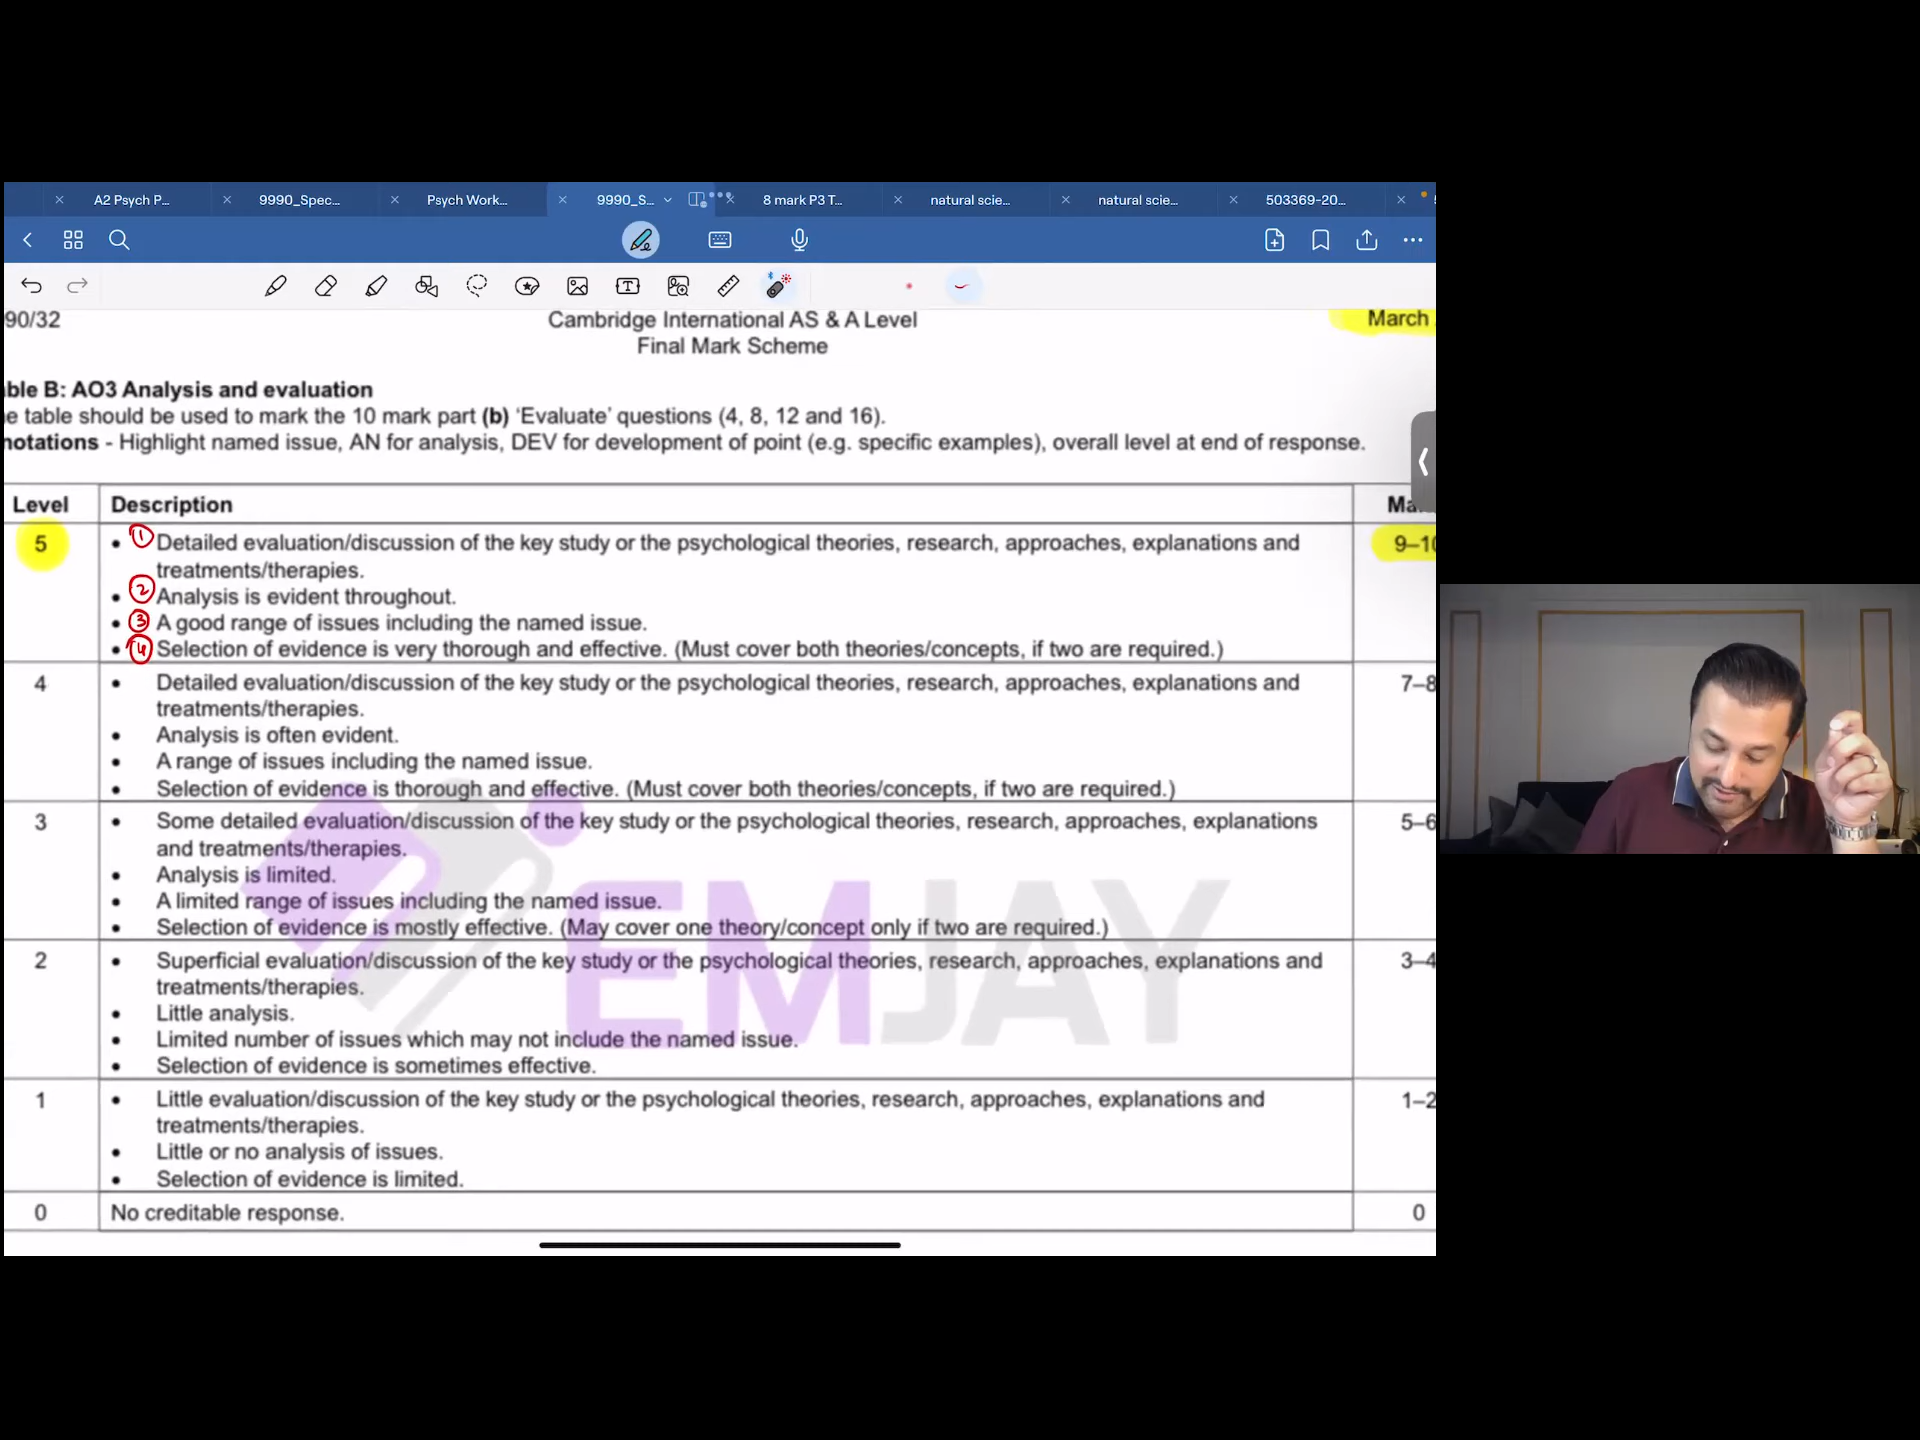 A2 Psych P...
9990_Spec...
Psych Work...
9990_S...
8 mark P3 T...
natural scie...
natural scie...
503369-20...
90/32
Cambridge International AS & A Level
March
Final Mark Scheme
ble B: AO3 Analysis and evaluation
e table should be used to mark the 10 mark part (b) ‘Evaluate’ questions (4, 8, 12 and 16).
notations - Highlight named issue, AN for analysis, DEV for development of point (e.g. specific examples), overall level at end of response.
Level Description Ma
5 • ① Detailed evaluation/discussion of the key study or the psychological theories, research, approaches, explanations and 9–10
treatments/therapies.
• ② Analysis is evident throughout.
• ③ A good range of issues including the named issue.
• ④ Selection of evidence is very thorough and effective. (Must cover both theories/concepts, if two are required.)
4 • Detailed evaluation/discussion of the key study or the psychological theories, research, approaches, explanations and 7–8
treatments/therapies.
• Analysis is often evident.
• A range of issues including the named issue.
• Selection of evidence is thorough and effective. (Must cover both theories/concepts, if two are required.)
3 • Some detailed evaluation/discussion of the key study or the psychological theories, research, approaches, explanations 5–6
and treatments/therapies.
• Analysis is limited.
• A limited range of issues including the named issue.
• Selection of evidence is mostly effective. (May cover one theory/concept only if two are required.)
2 • Superficial evaluation/discussion of the key study or the psychological theories, research, approaches, explanations and 3–4
treatments/therapies.
• Little analysis.
• Limited number of issues which may not include the named issue.
• Selection of evidence is sometimes effective.
1 • Little evaluation/discussion of the key study or the psychological theories, research, approaches, explanations and 1–2
treatments/therapies.
• Little or no analysis of issues.
• Selection of evidence is limited.
0 No creditable response. 0
EMJAY